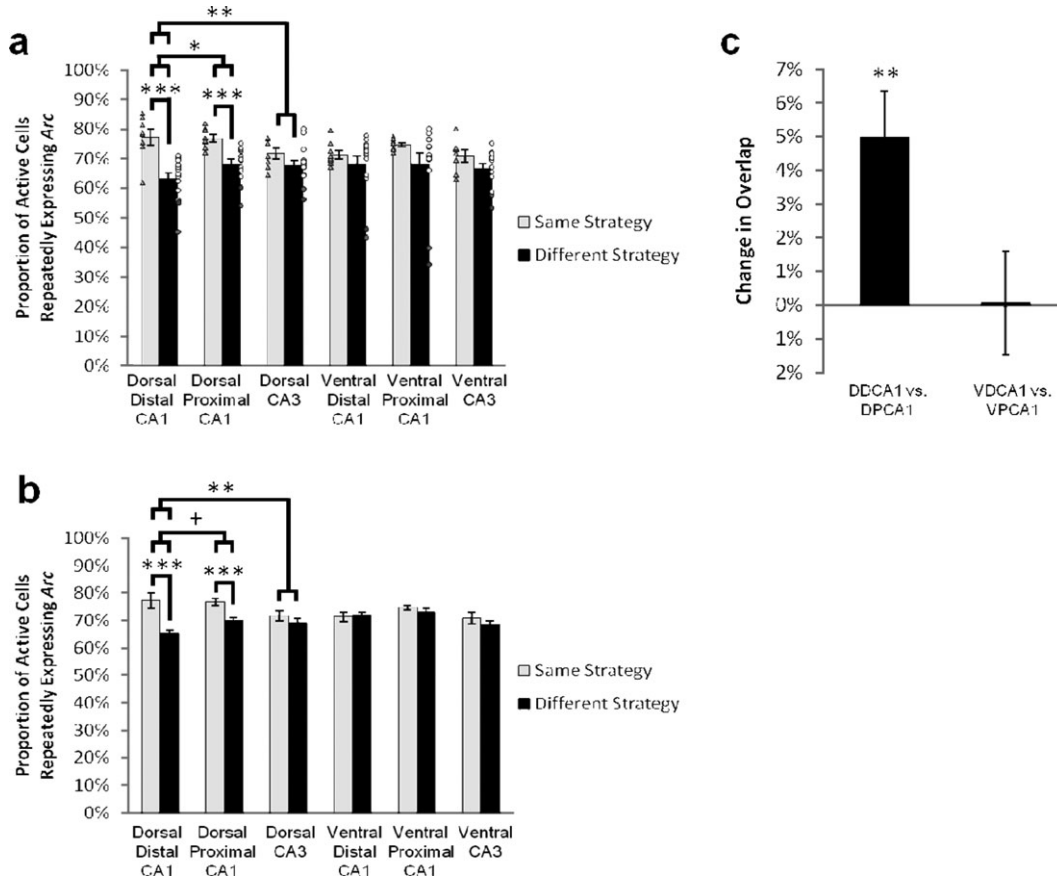 a
**
*
***
***
100%
90%
80%
70%
60%
50%
40%
30%
20%
10%
0%
Proportion of Active Cells
Repeatedly Expressing Arc
Dorsal
Distal
CA1
Dorsal
Proximal
CA1
Dorsal
CA3
Ventral
Distal
CA1
Ventral
Proximal
CA1
Ventral
CA3
Same Strategy
Different Strategy
b
**
+
***
***
100%
90%
80%
70%
60%
50%
40%
30%
20%
10%
0%
Proportion of Active Cells
Repeatedly Expressing Arc
Dorsal
Distal
CA1
Dorsal
Proximal
CA1
Dorsal
CA3
Ventral
Distal
CA1
Ventral
Proximal
CA1
Ventral
CA3
Same Strategy
Different Strategy
c
**
7%
6%
5%
4%
3%
2%
1%
0%
1%
2%
Change in Overlap
DDCA1 vs.
DPCA1
VDCA1 vs.
VPCA1